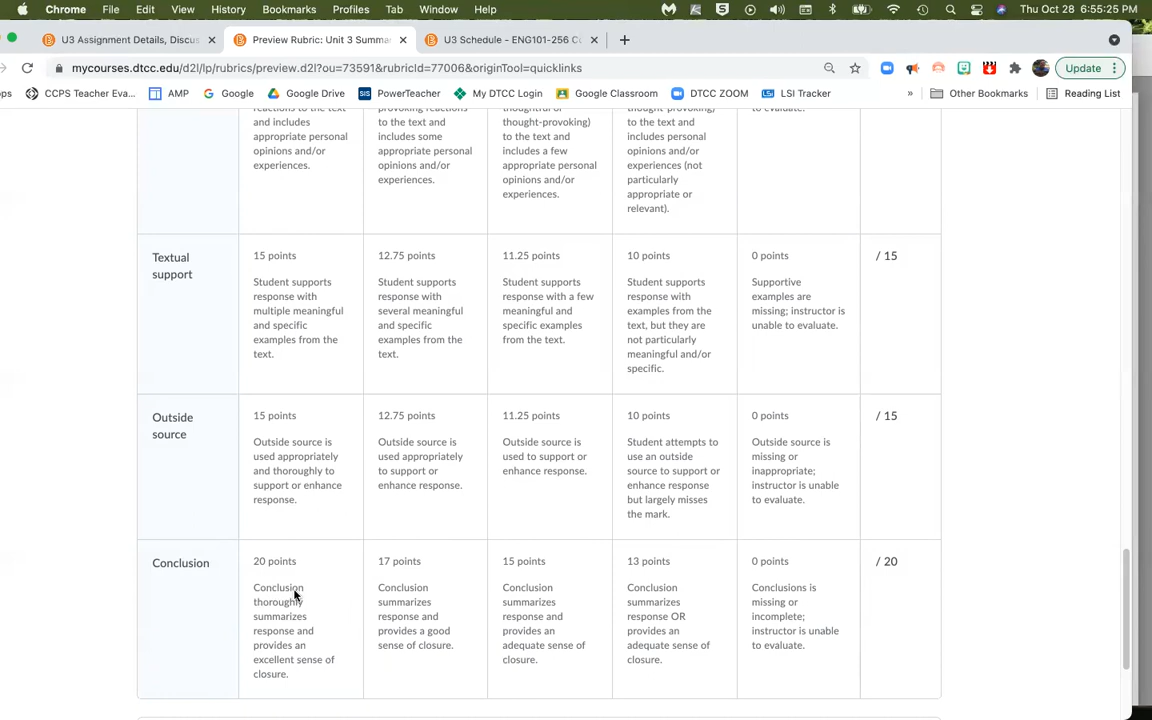 Chrome File Edit View History Bookmarks Profiles Tab Window Help Thu Oct 28 6:55:25 PM
U3 Assignment Details, Discus Preview Rubric: Unit 3 Summa U3 Schedule - ENG101-256
mycourses.dtcc.edu/d2l/lp/rubrics/preview.d2l?ou=73591&rubricId=77006&originTool=quicklinks Update
ps CCPS Teacher Eva... AMP Google Google Drive SIS PowerTeacher My DTCC Login Google Classroom DTCC ZOOM LSI LSI Tracker » Other Bookmarks Reading List
reactions to the text
and includes
appropriate personal
opinions and/or
experiences.
provoking reactions
to the text and
includes some
appropriate personal
opinions and/or
experiences.
thoughtful or
thought-provoking)
to the text and
includes a few
appropriate personal
opinions and/or
experiences.
thought-provoking)
to the text and
includes personal
opinions and/or
experiences (not
particularly
appropriate or
relevant).
to evaluate.
Textual
support
15 points
Student supports
response with
multiple meaningful
and specific
examples from the
text.
12.75 points
Student supports
response with
several meaningful
and specific
examples from the
text.
11.25 points
Student supports
response with a few
meaningful and
specific examples
from the text.
10 points
Student supports
response with
examples from the
text, but they are
not particularly
meaningful and/or
specific.
0 points
Supportive
examples are
missing; instructor is
unable to evaluate.
/ 15
Outside
source
15 points
Outside source is
used appropriately
and thoroughly to
support or enhance
response.
12.75 points
Outside source is
used appropriately
to support or
enhance response.
11.25 points
Outside source is
used to support or
enhance response.
10 points
Student attempts to
use an outside
source to support or
enhance response
but largely misses
the mark.
0 points
Outside source is
missing or
inappropriate;
instructor is unable
to evaluate.
/ 15
Conclusion
20 points
Conclusion
thoroughly
summarizes
response and
provides an
excellent sense of
closure.
17 points
Conclusion
summarizes
response and
provides a good
sense of closure.
15 points
Conclusion
summarizes
response and
provides an
adequate sense of
closure.
13 points
Conclusion
summarizes
response OR
provides an
adequate sense of
closure.
0 points
Conclusions is
missing or
incomplete;
instructor is unable
to evaluate.
/ 20